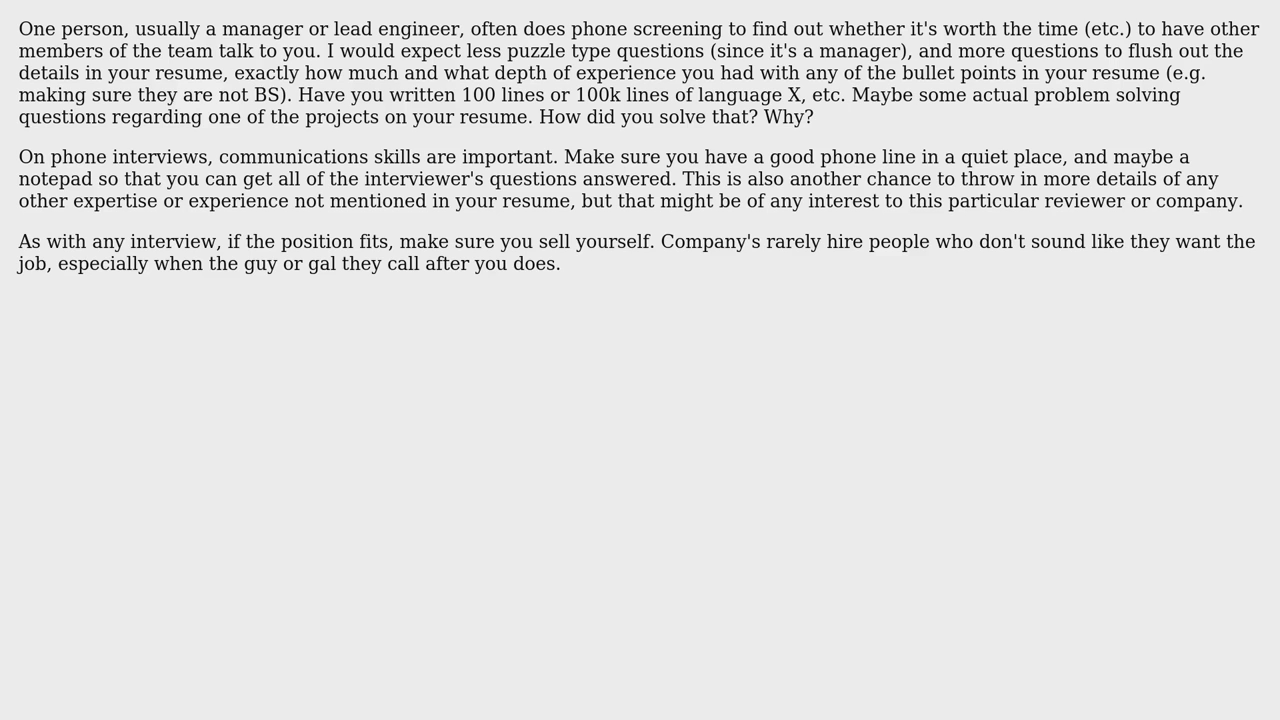 One person, usually a manager or lead engineer, often does phone screening to find out whether it's worth the time (etc.) to have other
members of the team talk to you. I would expect less puzzle type questions (since it's a manager), and more questions to flush out the
details in your resume, exactly how much and what depth of experience you had with any of the bullet points in your resume (e.g.
making sure they are not BS). Have you written 100 lines or 100k lines of language X, etc. Maybe some actual problem solving
questions regarding one of the projects on your resume. How did you solve that? Why?
On phone interviews, communications skills are important. Make sure you have a good phone line in a quiet place, and maybe a
notepad so that you can get all of the interviewer's questions answered. This is also another chance to throw in more details of any
other expertise or experience not mentioned in your resume, but that might be of any interest to this particular reviewer or company.
As with any interview, if the position fits, make sure you sell yourself. Company's rarely hire people who don't sound like they want the
job, especially when the guy or gal they call after you does.